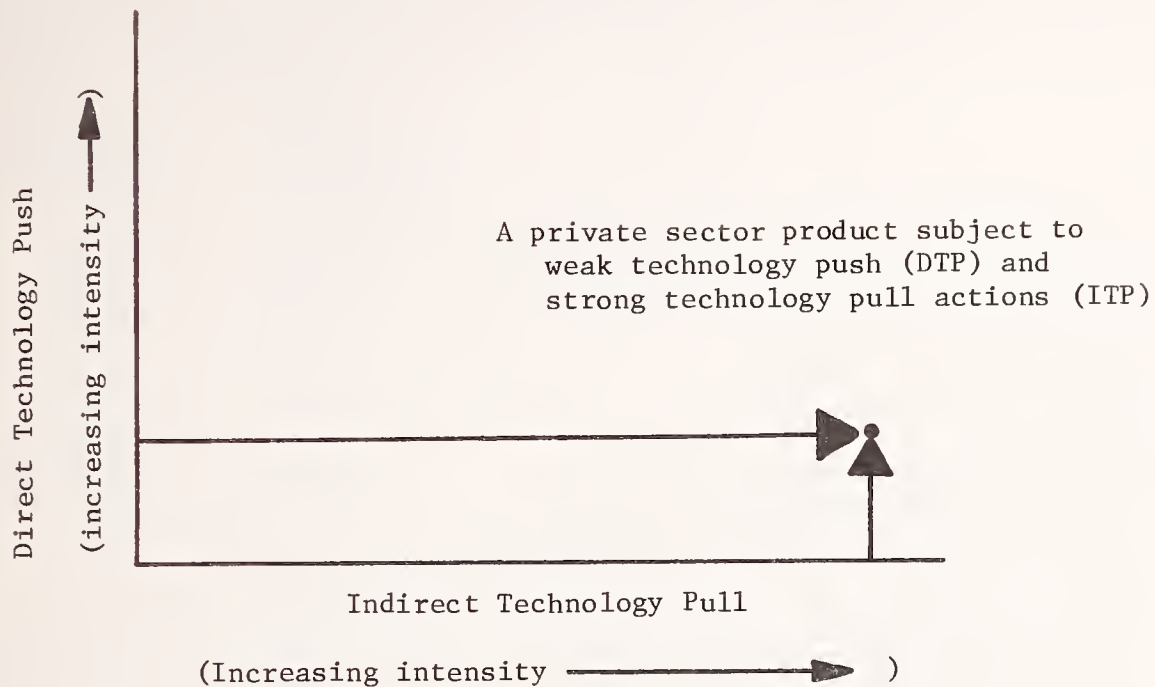 Direct Technology Push
(increasing intensity )
A private sector product subject to
weak technology push (DTP) and
strong technology pull actions (ITP)
Indirect Technology Pull
(Increasing intensity )